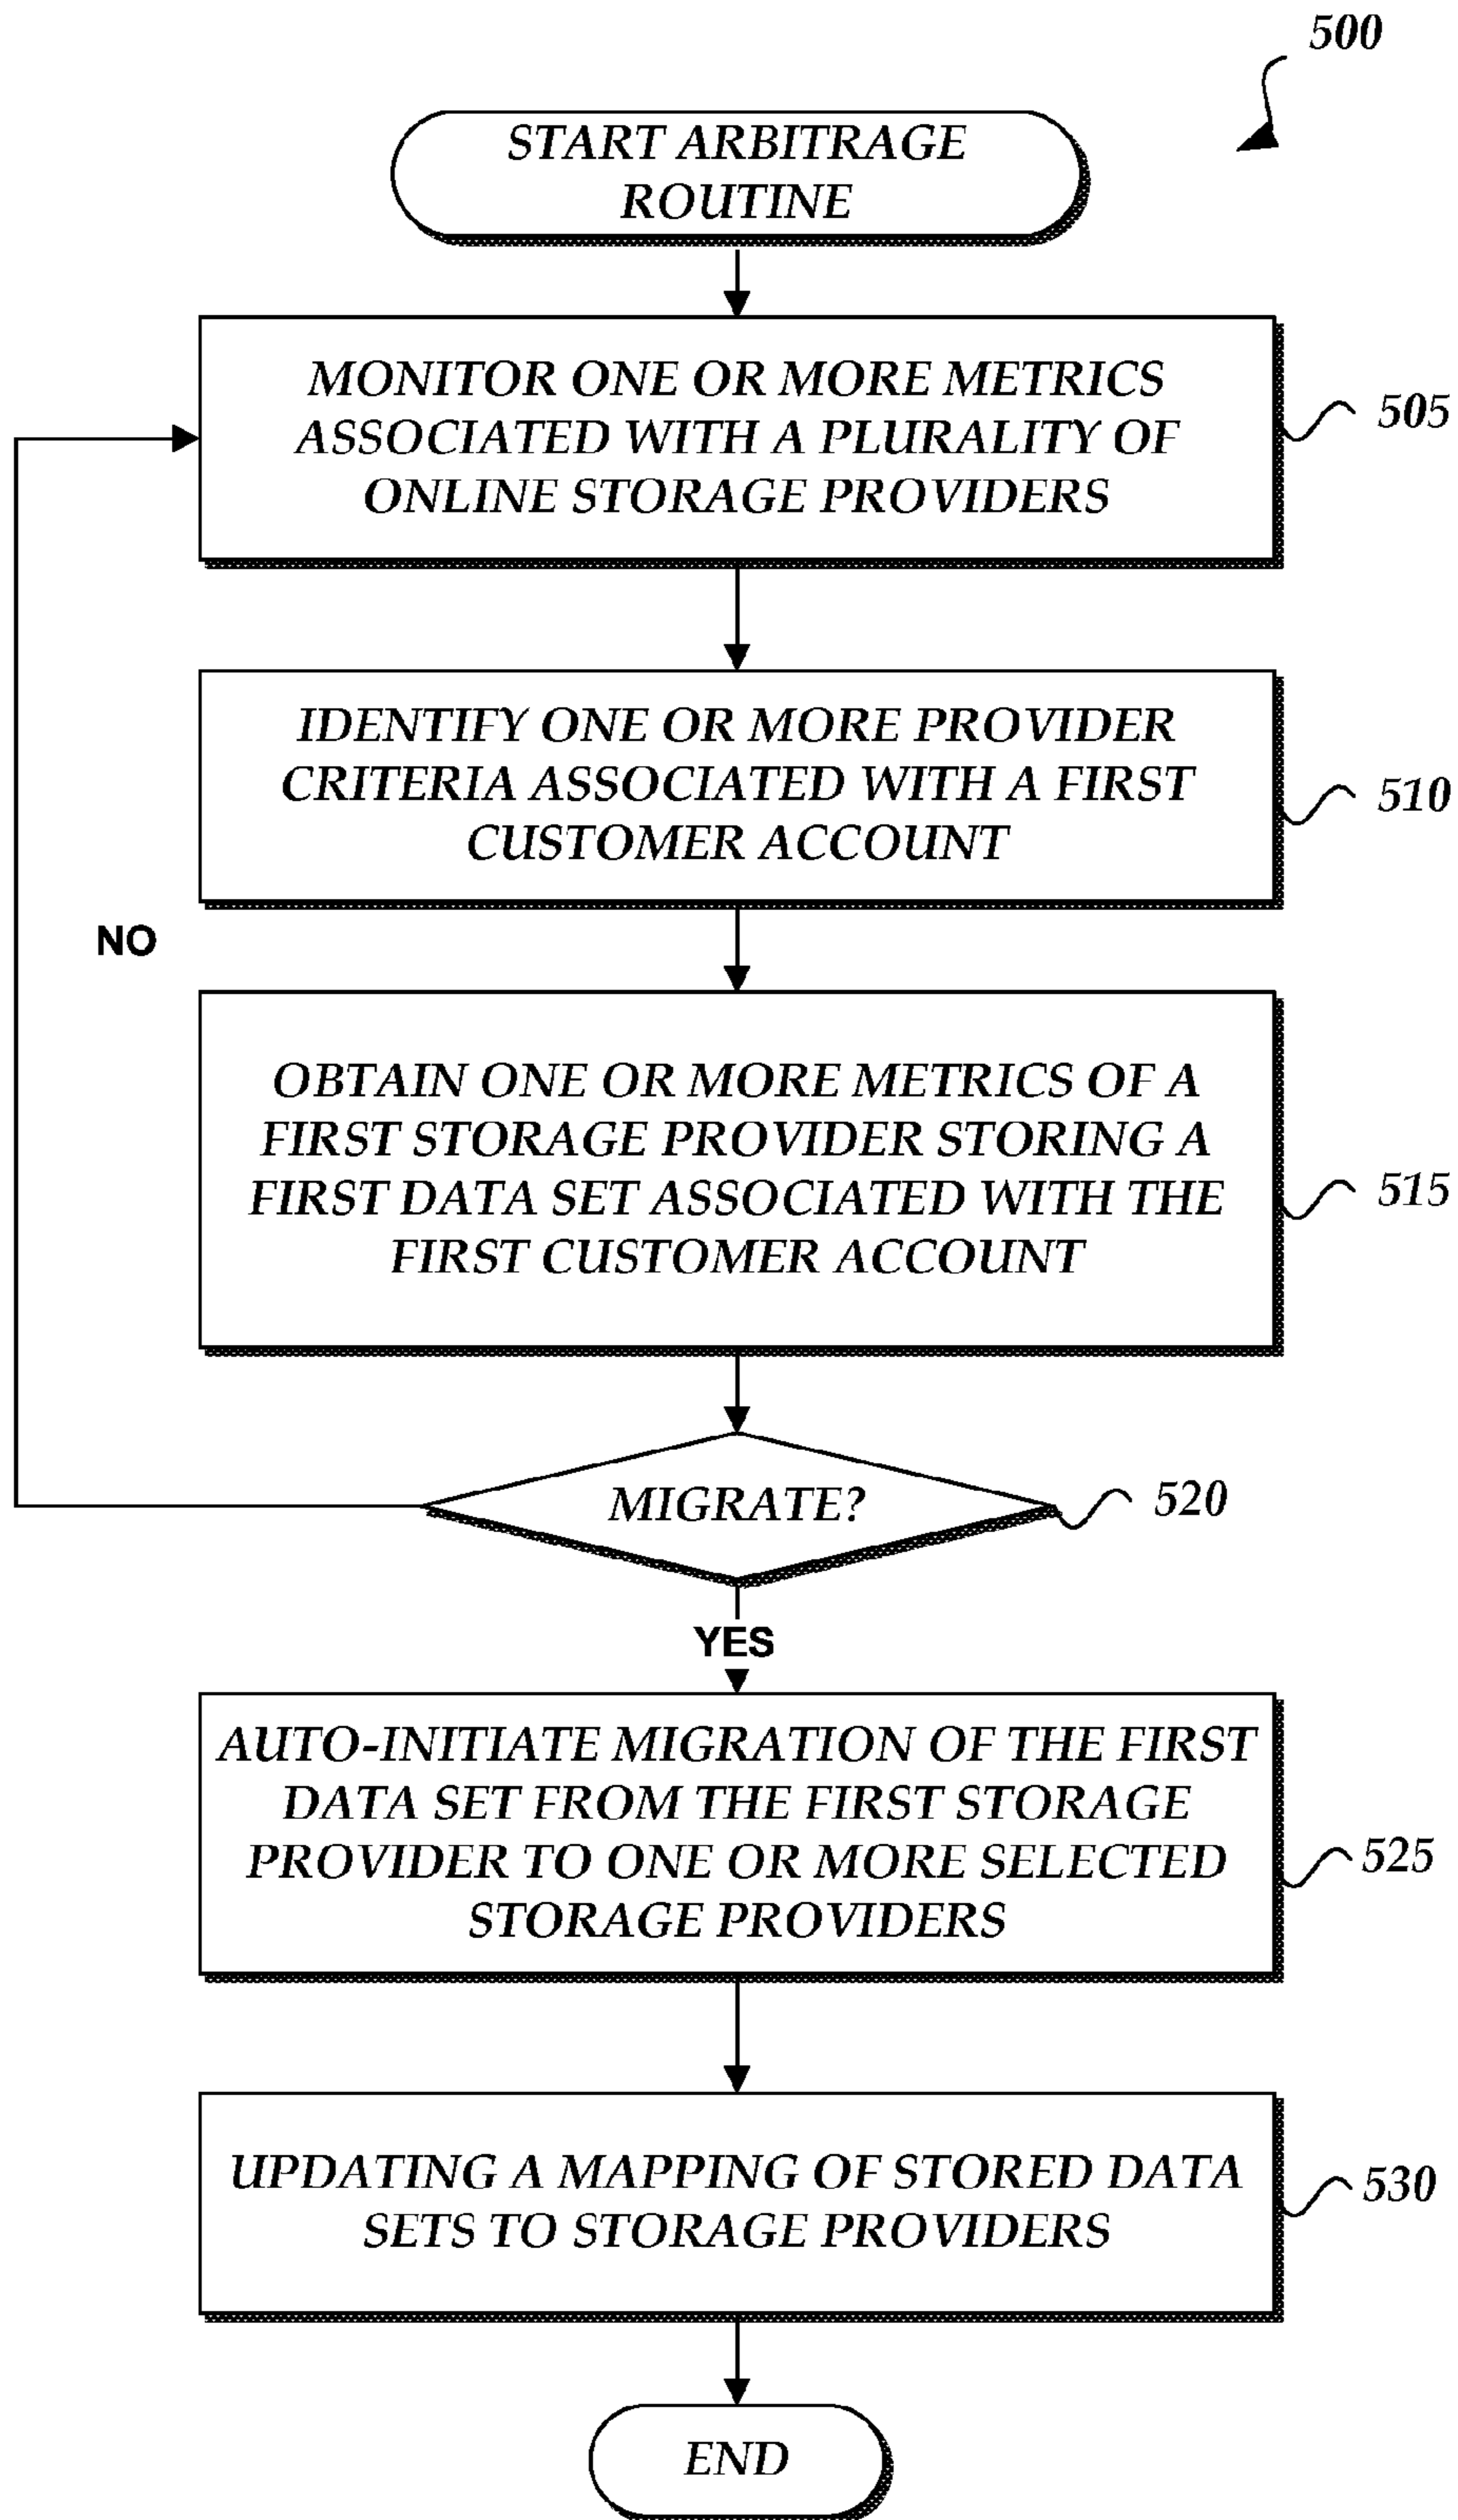 500
START ARBITRAGE
ROUTINE
MONITOR ONE OR MORE METRICS
ASSOCIATED WITH A PLURALITY OF
ONLINE STORAGE PROVIDERS
505
IDENTIFY ONE OR MORE PROVIDER
CRITERIA ASSOCIATED WITH A FIRST
CUSTOMER ACCOUNT
510
NO
OBTAIN ONE OR MORE METRICS OF A
FIRST STORAGE PROVIDER STORING A
FIRST DATA SET ASSOCIATED WITH THE
FIRST CUSTOMER ACCOUNT
515
MIGRATE?
520
YES
AUTO-INITIATE MIGRATION OF THE FIRST
DATA SET FROM THE FIRST STORAGE
PROVIDER TO ONE OR MORE SELECTED
STORAGE PROVIDERS
525
UPDATING A MAPPING OF STORED DATA
SETS TO STORAGE PROVIDERS
530
END